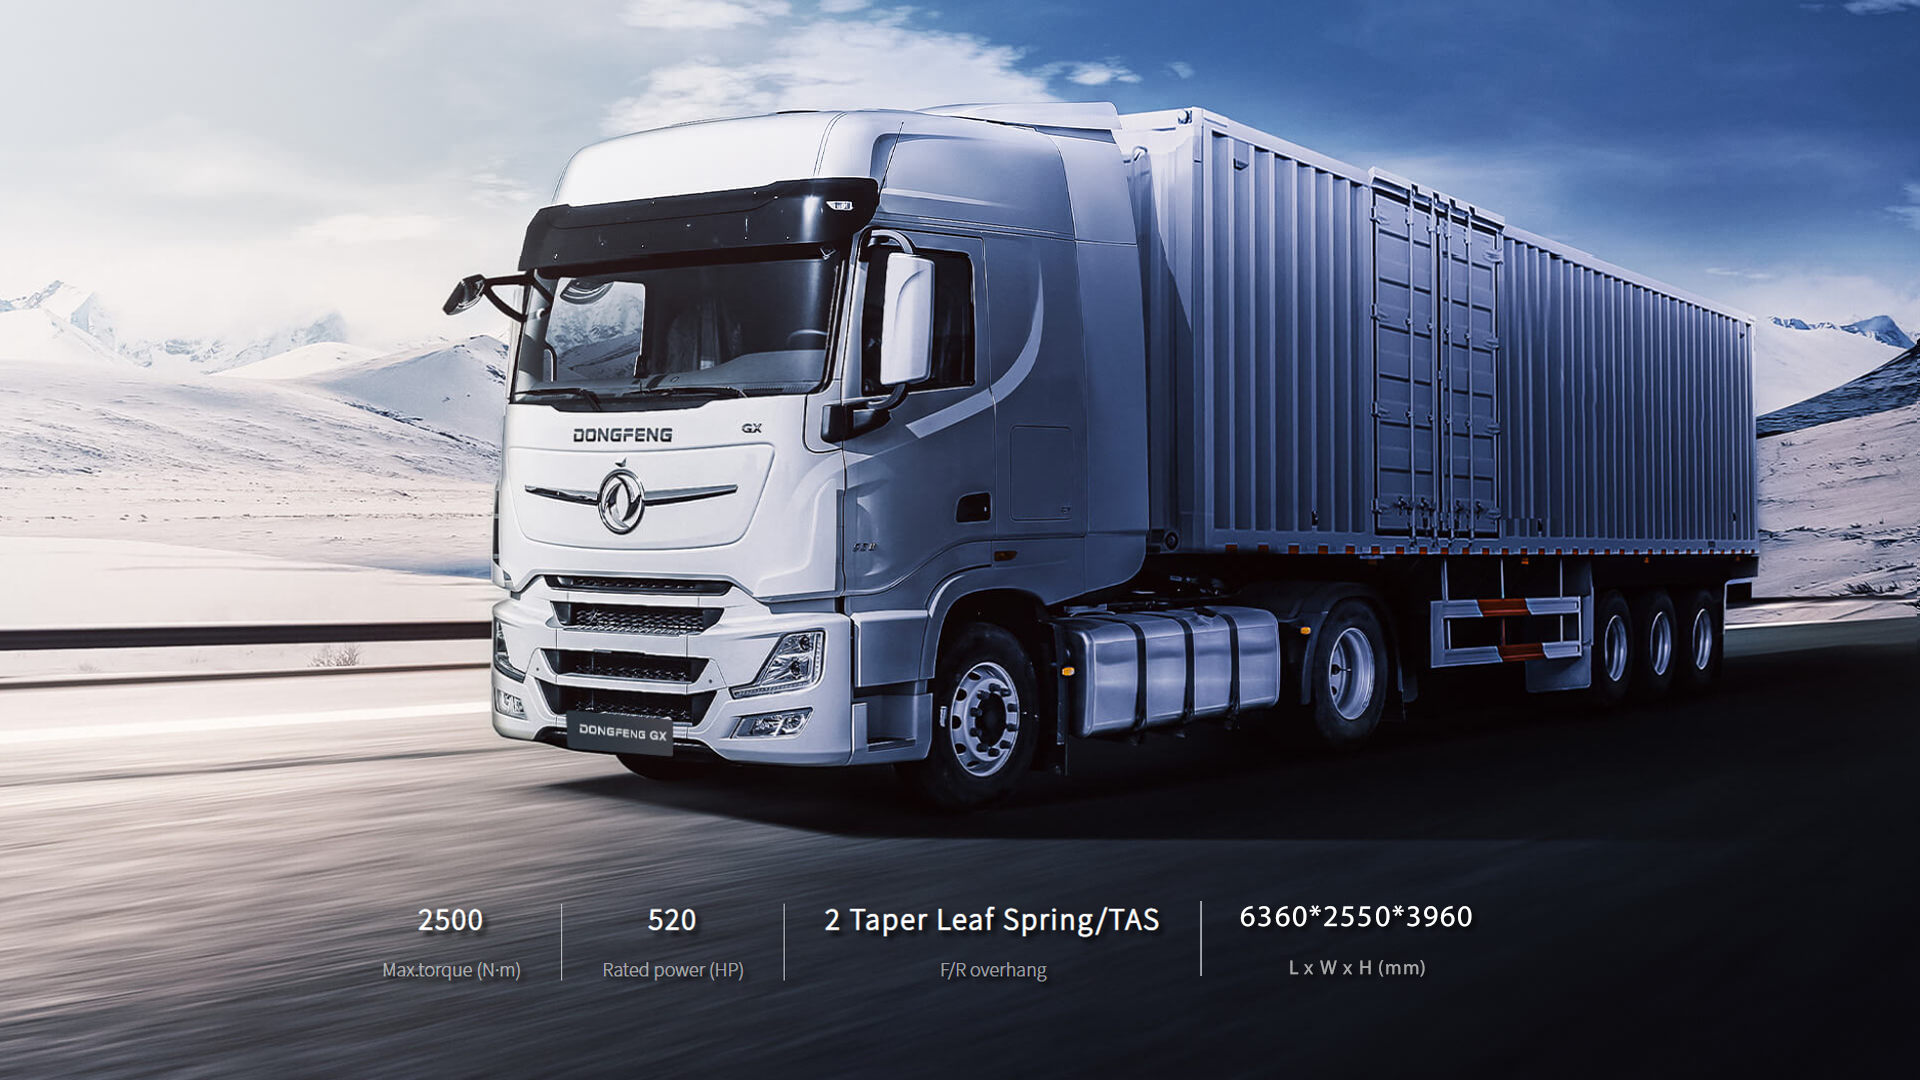 DONGFENG
GX
DONGFENG GX
2500
Max.torque (N·m)
520
Rated power (HP)
2 Taper Leaf Spring/TAS
F/R overhang
6360*2550*3960
L x W x H (mm)